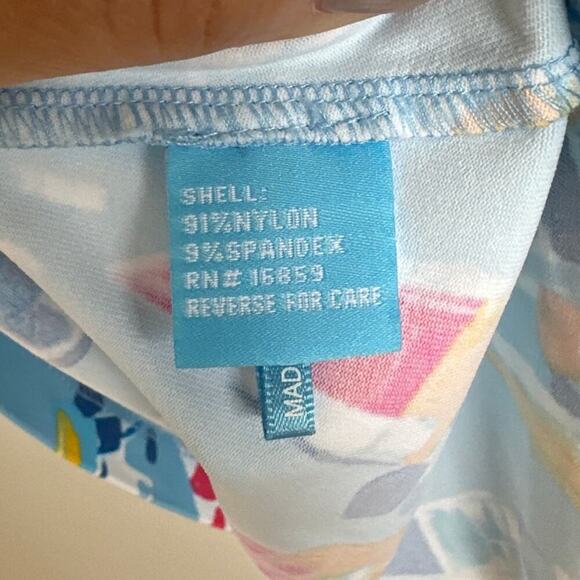 SHELL:
91%NYLON
9%SPANDEX
RN# 16859
REVERSE FOR CARE
MAD